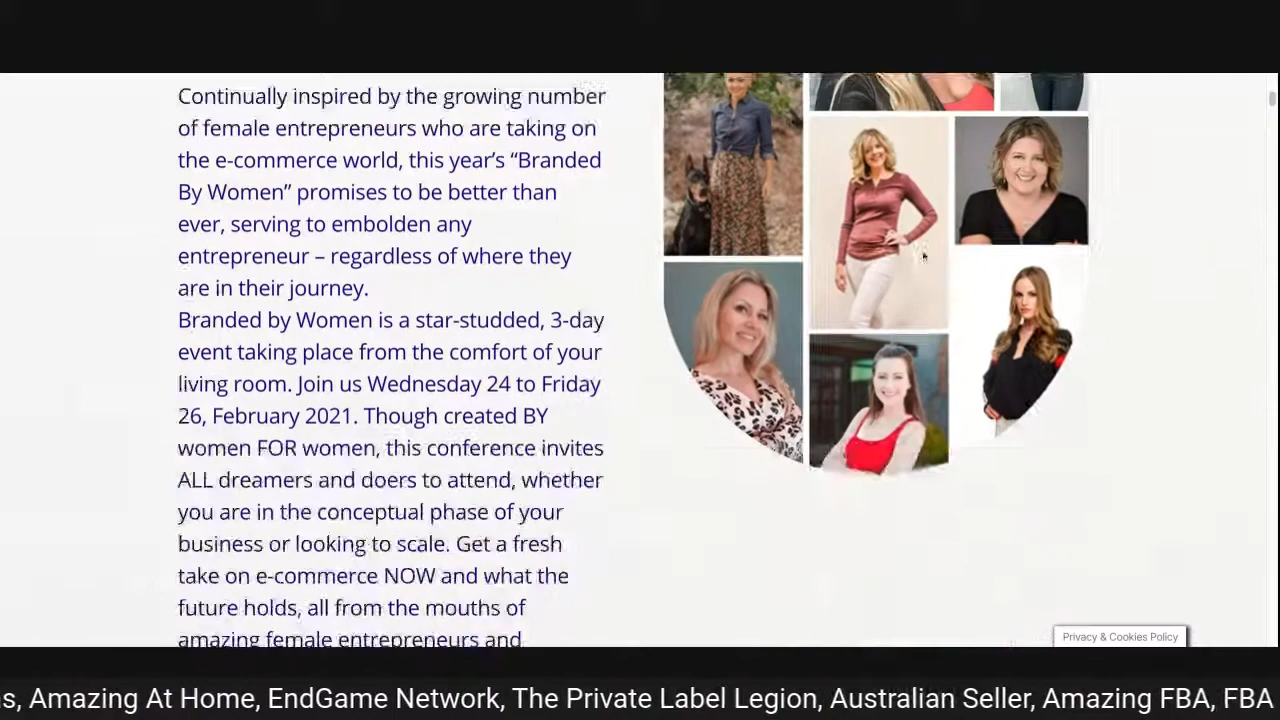 Continually inspired by the growing number
of female entrepreneurs who are taking on
the e-commerce world, this year’s “Branded
By Women” promises to be better than
ever, serving to embolden any
entrepreneur – regardless of where they
are in their journey.
Branded by Women is a star-studded, 3-day
event taking place from the comfort of your
living room. Join us Wednesday 24 to Friday
26, February 2021. Though created BY
women FOR women, this conference invites
ALL dreamers and doers to attend, whether
you are in the conceptual phase of your
business or looking to scale. Get a fresh
take on e-commerce NOW and what the
future holds, all from the mouths of
amazing female entrepreneurs and
Privacy & Cookies Policy
s, Amazing At Home, EndGame Network, The Private Label Legion, Australian Seller, Amazing FBA, FBA